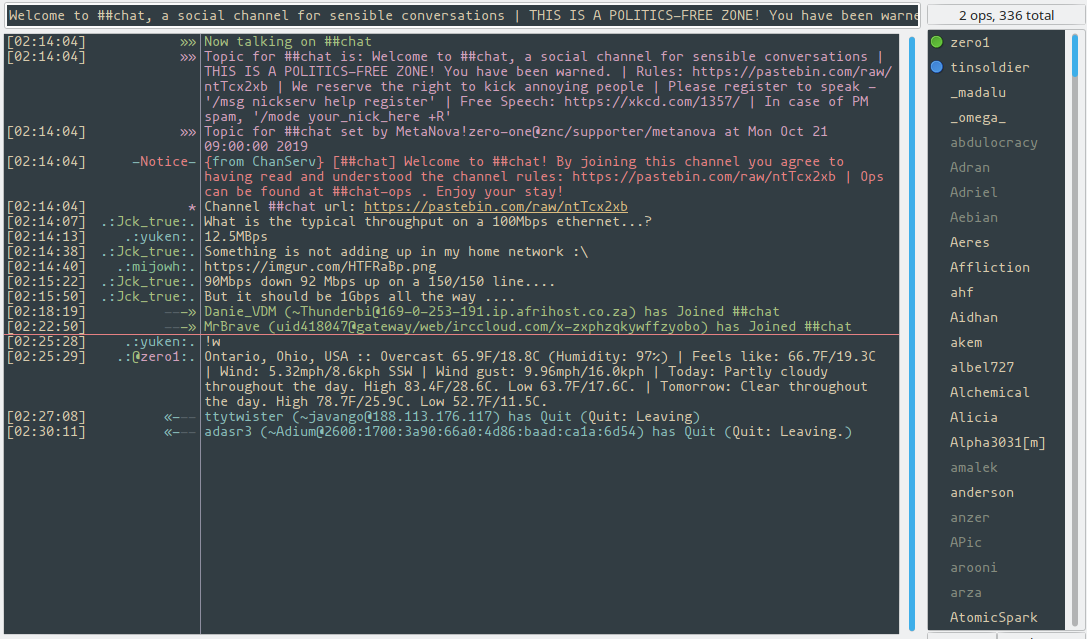 Welcome to ##chat, a social channel for sensible conversations | THIS IS A POLITICS–FREE ZONE! You have been warne
2 ops, 336 total
[02:14:04] »» Now talking on ##chat
[02:14:04] »» Topic for ##chat is: Welcome to ##chat, a social channel for sensible conversations |
THIS IS A POLITICS–FREE ZONE! You have been warned. | Rules: https://pastebin.com/raw/
ntTcx2xb | We reserve the right to kick annoying people | Please register to speak –
'/msg nickserv help register' | Free Speech: https://xkcd.com/1357/ | In case of PM
spam, '/mode your_nick_here +R'
[02:14:04] »» Topic for ##chat set by MetaNova!zero–one@znc/supporter/metanova at Mon Oct 21
09:00:00 2019
[02:14:04] –Notice– {from ChanServ} [##chat] Welcome to ##chat! By joining this channel you agree to
having read and understood the channel rules: https://pastebin.com/raw/ntTcx2xb | Ops
can be found at ##chat–ops . Enjoy your stay!
[02:14:04] * Channel ##chat url: https://pastebin.com/raw/ntTcx2xb
[02:14:07] .:Jck_true:. What is the typical throughput on a 100Mbps ethernet...?
[02:14:13] .:yuken:. 12.5MBps
[02:14:38] .:Jck_true:. Something is not adding up in my home network :\
[02:14:40] .:mijowh:. https://imgur.com/HTFRaBp.png
[02:15:22] .:Jck_true:. 90Mbps down 92 Mbps up on a 150/150 line....
[02:15:50] .:Jck_true:. But it should be 1Gbps all the way ....
[02:18:19] –––» Danie_VDM (~Thunderbi@169–0–253–191.ip.afrihost.co.za) has Joined ##chat
[02:22:50] –––» MrBrave (uid418047@gateway/web/irccloud.com/x–zxphzqkywffzyobo) has Joined ##chat
[02:25:28] .:yuken:. !w
[02:25:29] .:@zero1:. Ontario, Ohio, USA :: Overcast 65.9F/18.8C (Humidity: 97%) | Feels like: 66.7F/19.3C
| Wind: 5.32mph/8.6kph SSW | Wind gust: 9.96mph/16.0kph | Today: Partly cloudy
throughout the day. High 83.4F/28.6C. Low 63.7F/17.6C. | Tomorrow: Clear throughout
the day. High 78.7F/25.9C. Low 52.7F/11.5C.
[02:27:08] «––– ttytwister (~javango@188.113.176.117) has Quit (Quit: Leaving)
[02:30:11] «––– adasr3 (~Adium@2600:1700:3a90:66a0:4d86:baad:ca1a:6d54) has Quit (Quit: Leaving.)
zero1
tinsoldier
_madalu
_omega_
abdulocracy
Adran
Adriel
Aebian
Aeres
Affliction
ahf
Aidhan
akem
albel727
Alchemical
Alicia
Alpha3031[m]
amalek
anderson
anzer
APic
arooni
arza
AtomicSpark